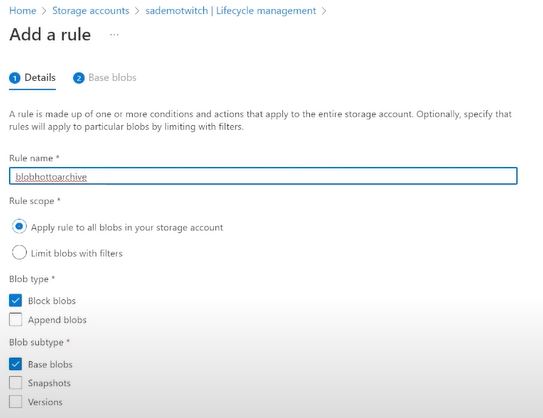 Home > Storage accounts > sademotwitch | Lifecycle management >
Add a rule ...
1 Details 2 Base blobs
A rule is made up of one or more conditions and actions that apply to the entire storage account. Optionally, specify that
rules will apply to particular blobs by limiting with filters.
Rule name *
blobhottoarchive
Rule scope *
Apply rule to all blobs in your storage account
Limit blobs with filters
Blob type *
Block blobs
Append blobs
Blob subtype *
Base blobs
Snapshots
Versions